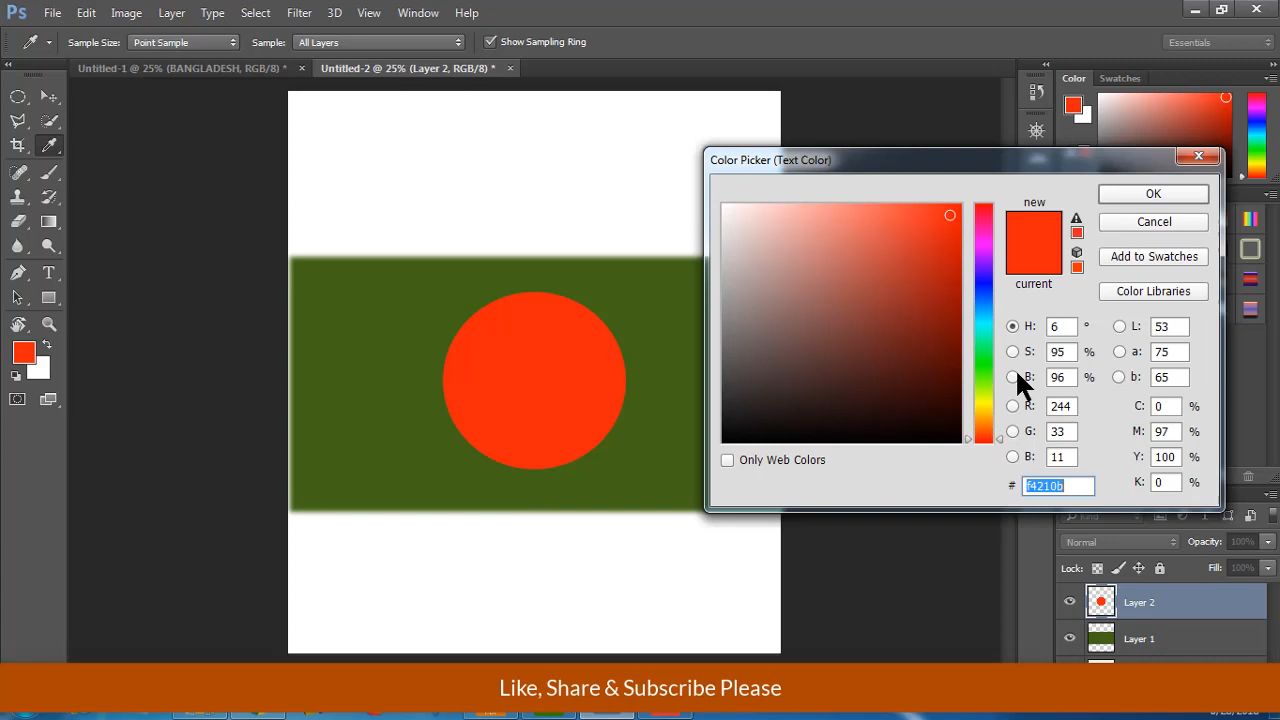 Ps File Edit Image Layer Type Select Filter 3D View Window Help
Sample Size: Point Sample Sample: All Layers Show Sampling Ring Essentials
Untitled-1 @ 25% (BANGLADESH, RGB/8) * × Untitled-2 @ 25% (Layer 2, RGB/8) * ×
Color Swatches
Color Picker (Text Color)
new
current
OK
Cancel
Add to Swatches
Color Libraries
H: 6 ° L: 53
S: 95 % a: 75
B: 96 % b: 65
R: 244 C: 0 %
G: 33 M: 97 %
B: 11 Y: 100 %
# f4210b K: 0 %
Only Web Colors
Kind
Normal Opacity: 100%
Lock: Fill: 100%
Layer 2
Layer 1
Like, Share & Subscribe Please